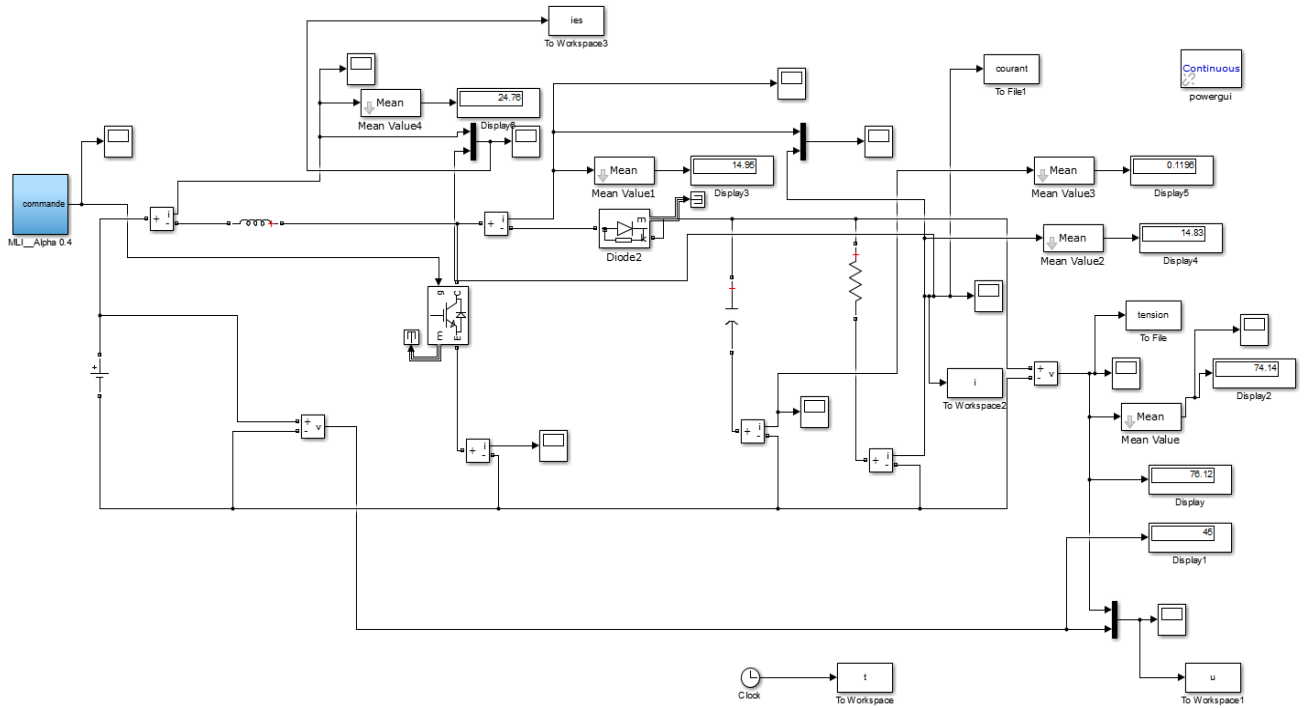 ies
To Workspace3
courant
To File1
Continuous
powergui
Mean
Mean Value4
24.76
Display6
commande
MLI__Alpha 0.4
Mean
Mean Value1
14.95
Display3
Mean
Mean Value3
0.1196
Display5
Mean
Mean Value2
14.83
Display4
+
i
-
+
i
-
m
a
k
Diode2
g
C
m
E
tension
To File
+
v
-
74.14
Display2
Mean
Mean Value
i
To Workspace2
+
v
-
+
i
-
+
i
-
+
i
-
76.12
Display
45
Display1
Clock
t
To Workspace
u
To Workspace1